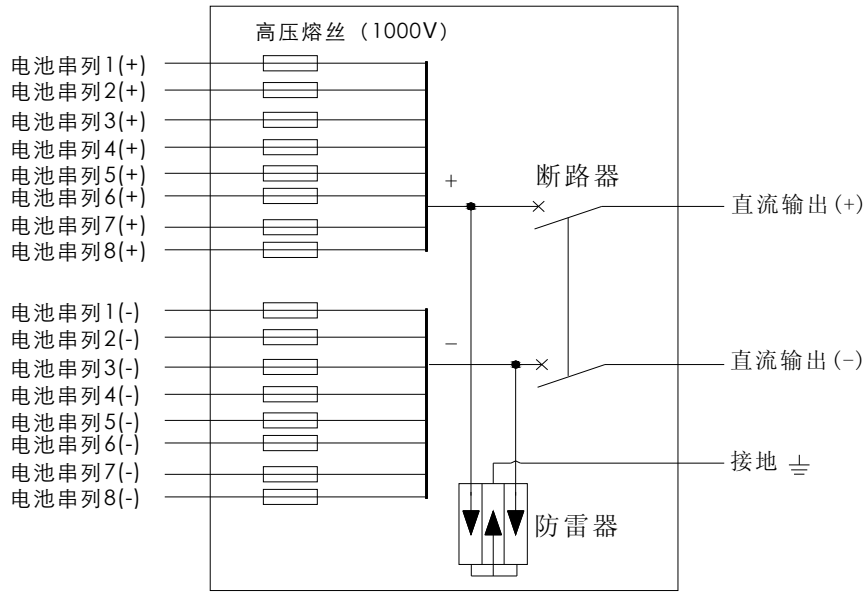 高压熔丝（1000V）
电池串列1(+)
电池串列2(+)
电池串列3(+)
电池串列4(+)
电池串列5(+)
电池串列6(+)
电池串列7(+)
电池串列8(+)
+
断路器
直流输出(+)
电池串列1(-)
电池串列2(-)
电池串列3(-)
电池串列4(-)
电池串列5(-)
电池串列6(-)
电池串列7(-)
电池串列8(-)
−
直流输出(−)
接地
防雷器